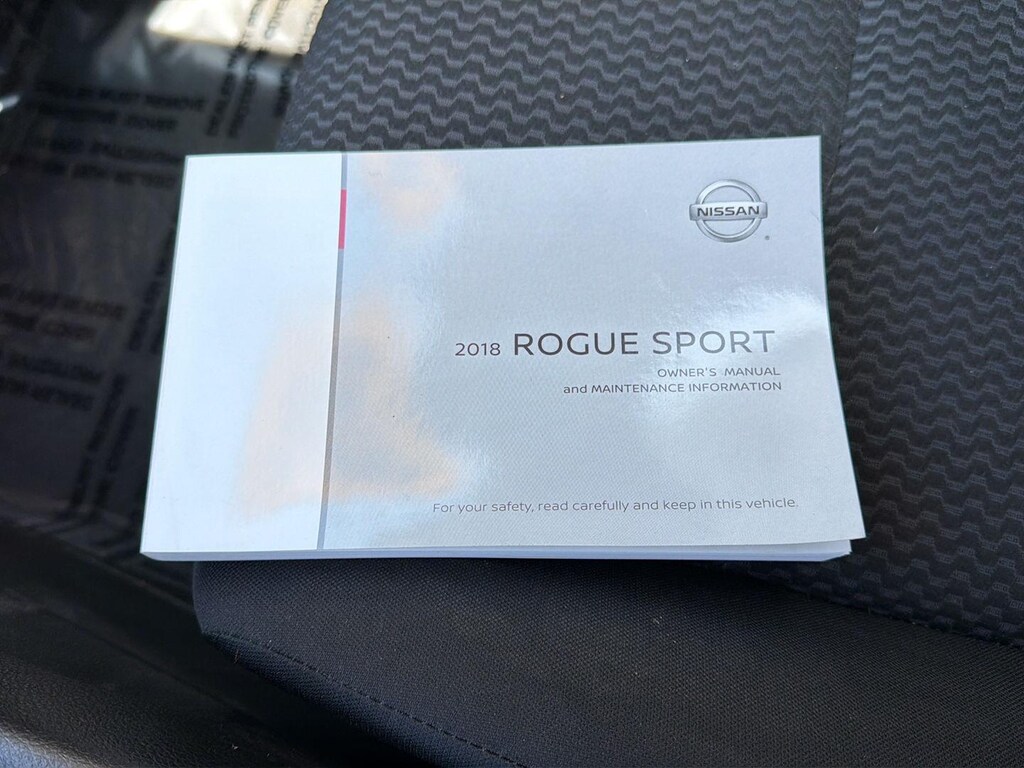 NISSAN
2018 ROGUE SPORT
OWNER'S MANUAL
and MAINTENANCE INFORMATION
For your safety, read carefully and keep in this vehicle.